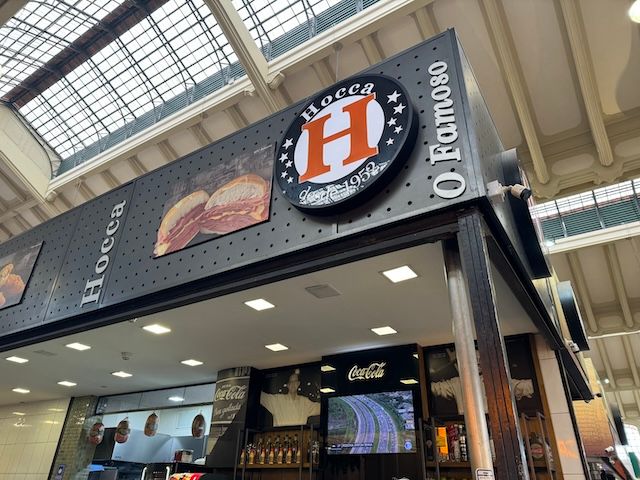 Hocca
H
desde 1952
O Famoso
Hocca
Coca-Cola
Coca-Cola